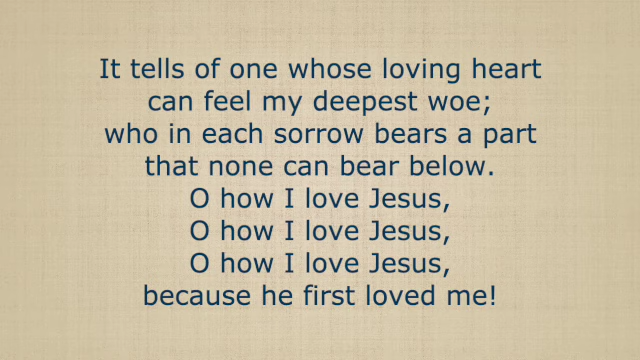 It tells of one whose loving heart
can feel my deepest woe;
who in each sorrow bears a part
that none can bear below.
O how I love Jesus,
O how I love Jesus,
O how I love Jesus,
because he first loved me!